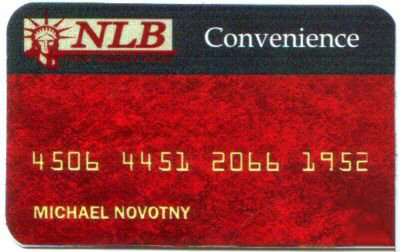 NLB Convenience
4506 4451 2066 1952
MICHAEL NOVOTNY